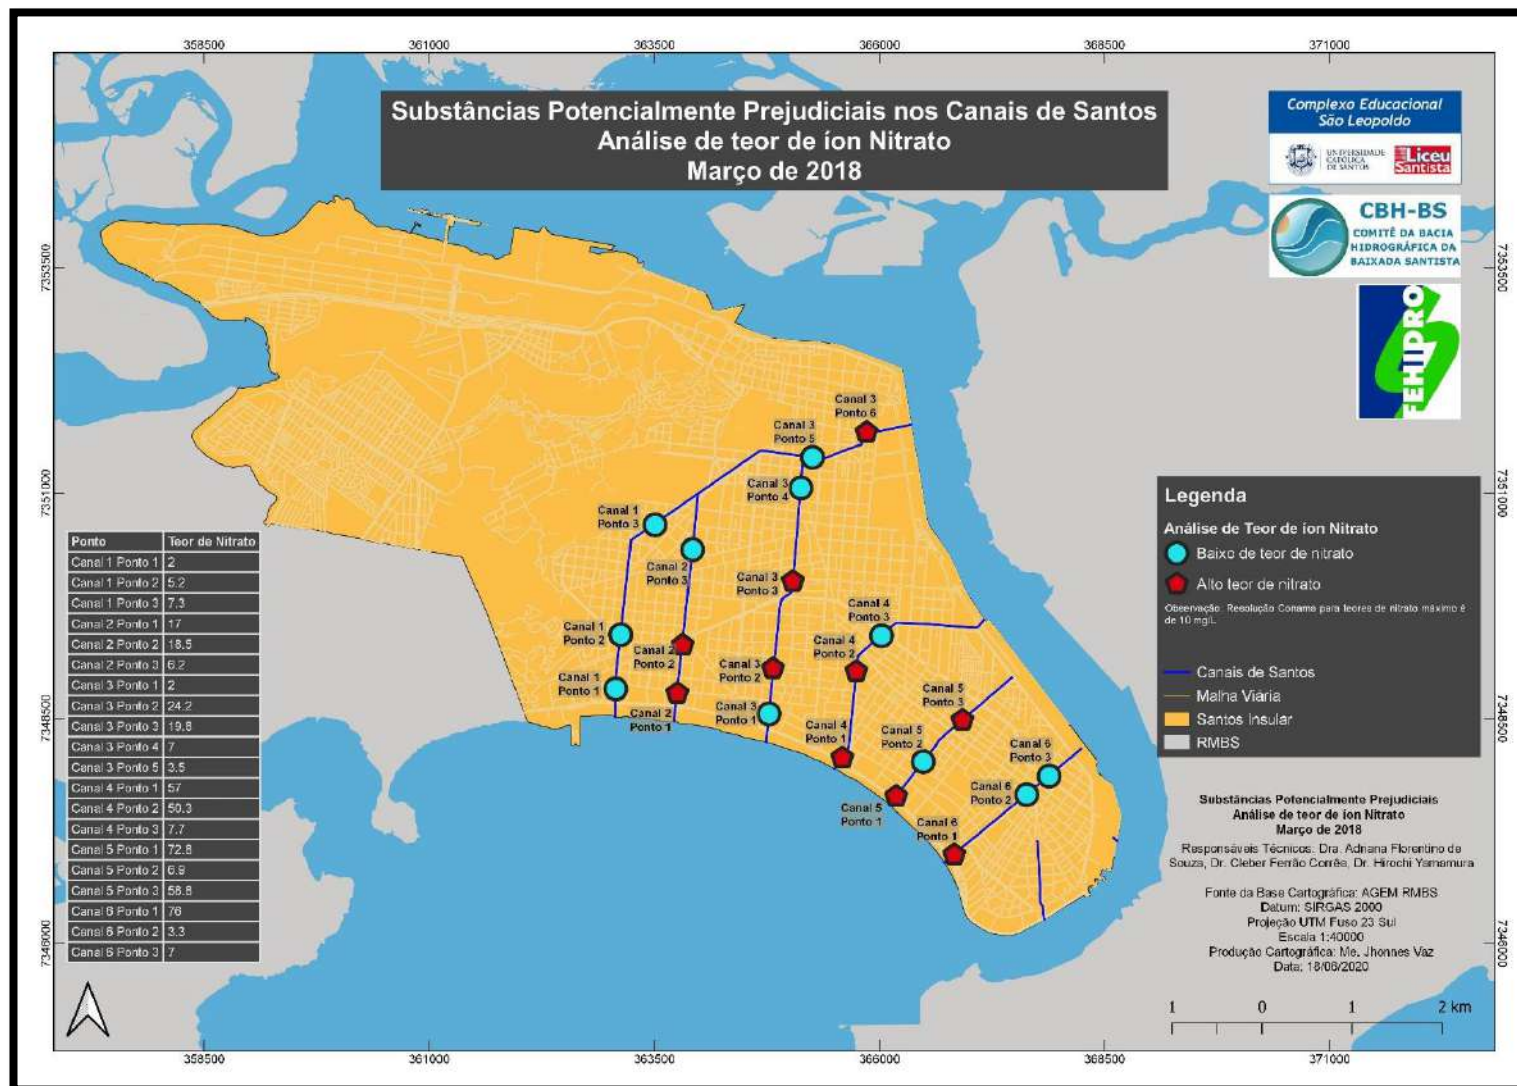 358500 361000 363500 366000 368500 371000
Substâncias Potencialmente Prejudiciais nos Canais de Santos
Análise de teor de íon Nitrato
Março de 2018
Complexo Educacional
São Leopoldo
UNIVERSIDADE
CATÓLICA
DE SANTOS
Liceu
Santista
CBH-BS
COMITÊ DA BACIA
HIDROGRÁFICA DA
BAIXADA SANTISTA
FEHIPRO
7353500
7353500
7351000
7351000
7348500
7348500
7346000
7346000
Canal 3
Ponto 6
Canal 3
Ponto 5
Canal 3
Ponto 4
Canal 1
Ponto 3
Canal 2
Ponto 3
Canal 3
Ponto 3
Canal 4
Ponto 3
Canal 1
Ponto 2
Canal 2
Ponto 2
Canal 3
Ponto 2
Canal 4
Ponto 2
Canal 1
Ponto 1
Canal 2
Ponto 1
Canal 3
Ponto 1
Canal 4
Ponto 1
Canal 5
Ponto 3
Canal 5
Ponto 2
Canal 6
Ponto 3
Canal 6
Ponto 2
Canal 5
Ponto 1
Canal 6
Ponto 1
Ponto Teor de Nitrato
Canal 1 Ponto 1 2
Canal 1 Ponto 2 5.2
Canal 1 Ponto 3 7.3
Canal 2 Ponto 1 17
Canal 2 Ponto 2 18.5
Canal 2 Ponto 3 6.2
Canal 3 Ponto 1 2
Canal 3 Ponto 2 24.2
Canal 3 Ponto 3 19.8
Canal 3 Ponto 4 7
Canal 3 Ponto 5 3.5
Canal 4 Ponto 1 57
Canal 4 Ponto 2 50.3
Canal 4 Ponto 3 7.7
Canal 5 Ponto 1 72.8
Canal 5 Ponto 2 6.9
Canal 5 Ponto 3 58.8
Canal 6 Ponto 1 76
Canal 6 Ponto 2 3.3
Canal 6 Ponto 3 7
Legenda
Análise de Teor de íon Nitrato
Baixo de teor de nitrato
Alto teor de nitrato
Observação: Resolução Conama para teores de nitrato máximo é
de 10 mg/L
Canais de Santos
Malha Viária
Santos Insular
RMBS
Substâncias Potencialmente Prejudiciais
Análise de teor de íon Nitrato
Março de 2018
Responsáveis Técnicos: Dra. Adriana Florentino de
Souza, Dr. Cleber Ferrão Corrêa, Dr. Hirochi Yamamura
Fonte da Base Cartográfica: AGEM RMBS
Datum: SIRGAS 2000
Projeção UTM Fuso 23 Sul
Escala 1:40000
Produção Cartográfica: Me. Jhonnes Vaz
Data: 18/06/2020
1 0 1 2 km
358500 361000 363500 366000 368500 371000